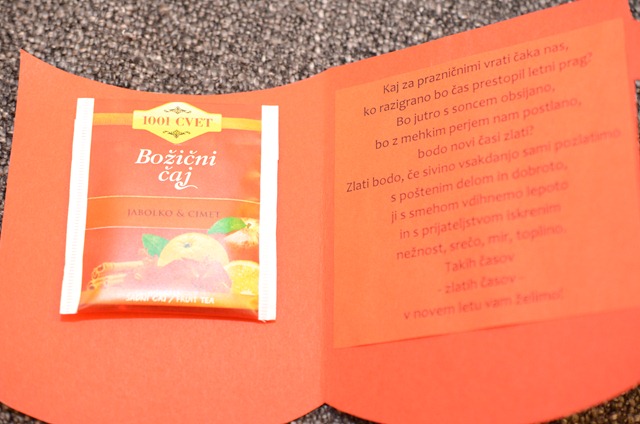 1001 CVET
Božični
čaj
JABOLKO & CIMET
SADNI ČAJ / FRUIT TEA
Kaj za prazničnimi vrati čaka nas,
ko razigrano bo čas prestopil letni prag?
Bo jutro s soncem obsijano,
bo z mehkim perjem nam postlano,
bodo novi časi zlati?
Zlati bodo, če sivino vsakdanjo sami pozlatimo
s poštenim delom in dobroto,
ji s smehom vdihnemo lepoto
in s prijateljstvom iskrenim
nežnost, srečo, mir, toplino.
Takih časov
- zlatih časov -
v novem letu vam želimo!